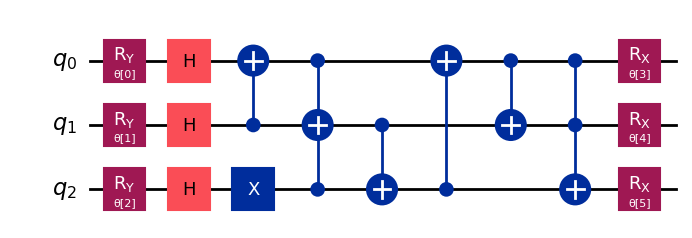 q0 RY θ[0] H RX θ[3]
q1 RY θ[1] H RX θ[4]
q2 RY θ[2] H X RX θ[5]